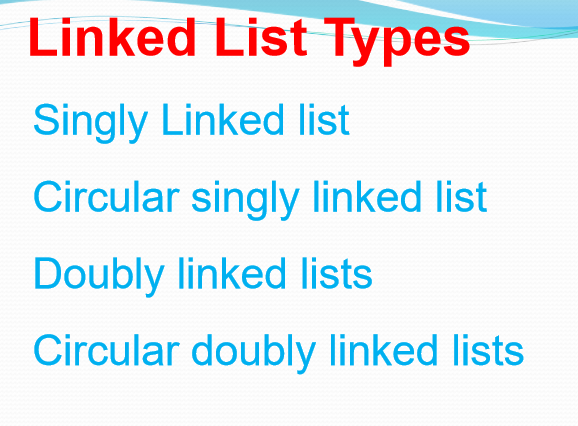 Linked List Types
Singly Linked list
Circular singly linked list
Doubly linked lists
Circular doubly linked lists